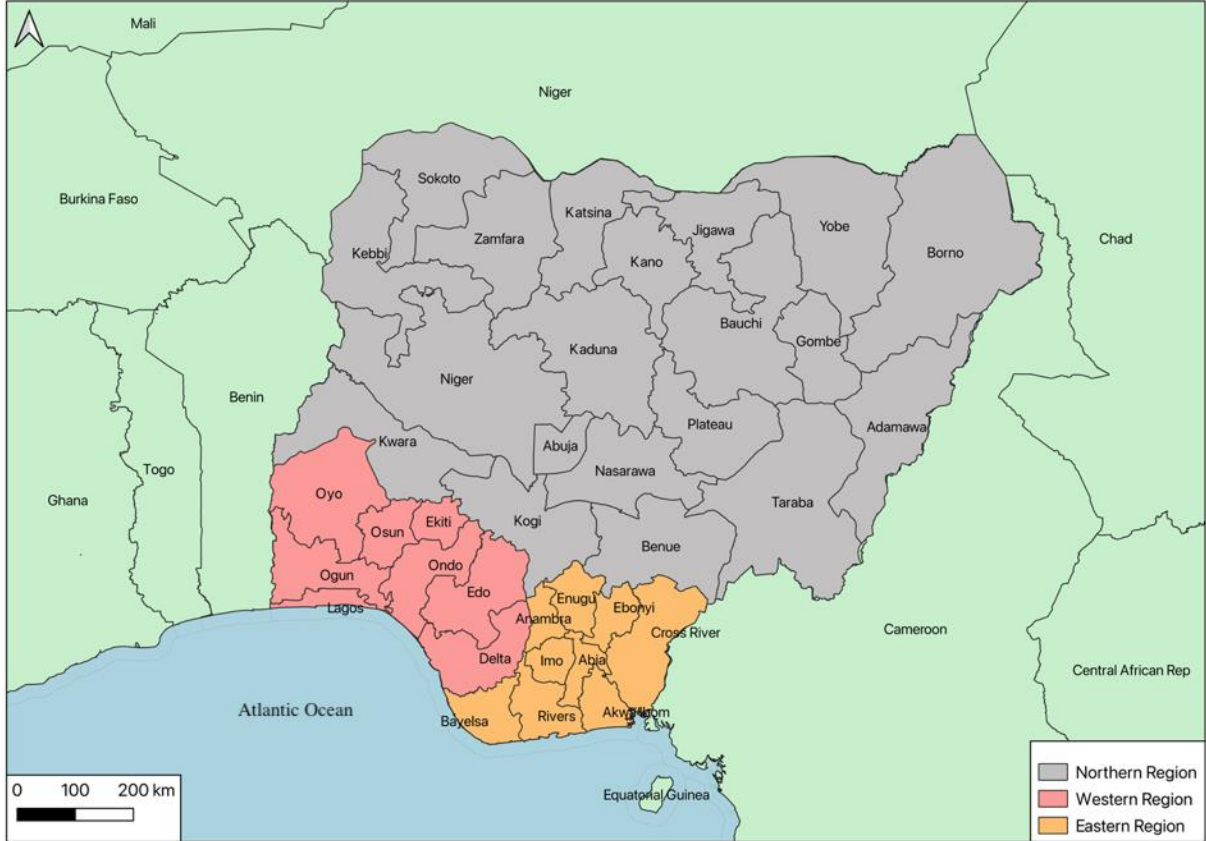 Mali
Niger
Burkina Faso
Sokoto
Katsina
Jigawa
Yobe
Borno
Chad
Zamfara
Kebbi
Kano
Bauchi
Gombe
Kaduna
Niger
Benin
Plateau
Adamawa
Kwara
Abuja
Nasarawa
Togo
Ghana
Oyo
Taraba
Kogi
Ekiti
Osun
Benue
Ondo
Ogun
Edo
Lagos
Enugu
Ebonyi
Anambra
Cross River
Cameroon
Delta
Imo
Abia
Central African Rep
Atlantic Ocean
Bayelsa
Rivers
Akwa Ibom
Equatorial Guinea
0 100 200 km
Northern Region
Western Region
Eastern Region